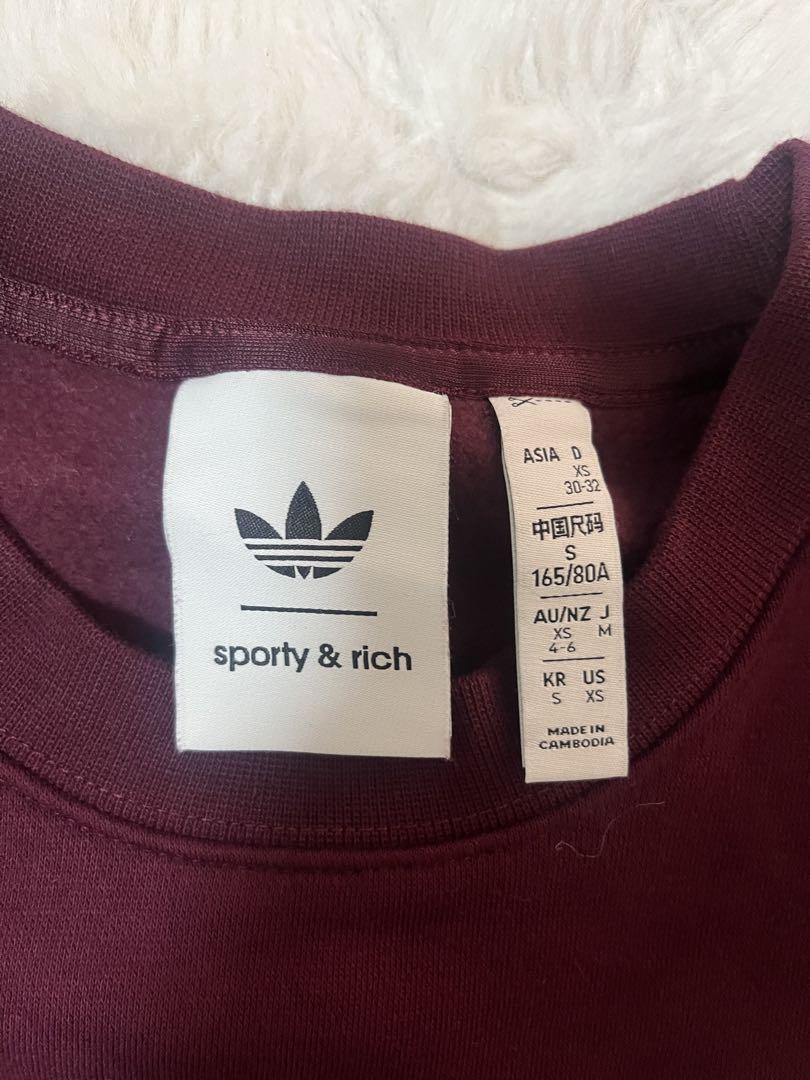 sporty & rich
ASIA D
XS
30-32
中国尺码
S
165/80A
AU/NZ J
XS M
4-6
KR US
S XS
MADE IN
CAMBODIA